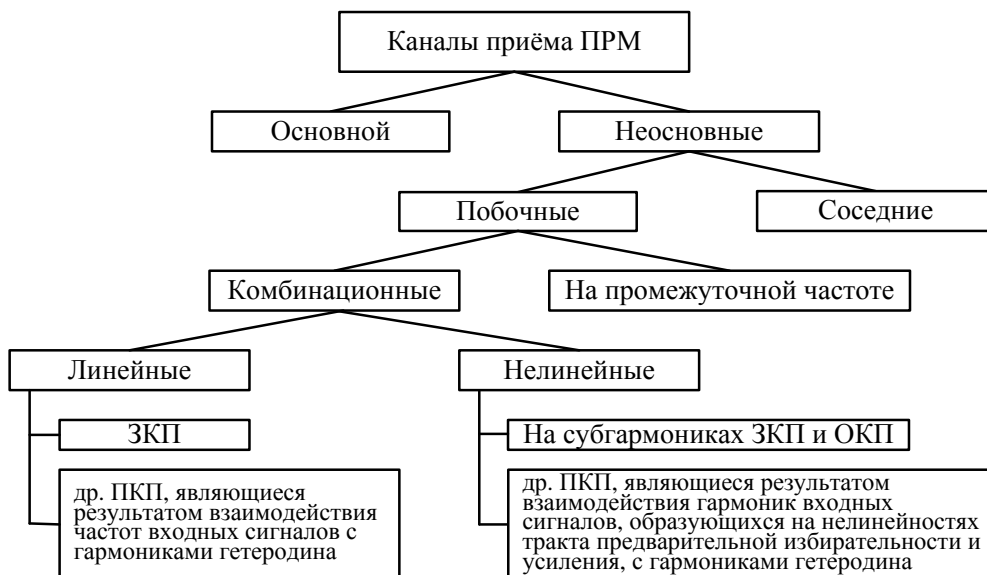 Каналы приёма ПРМ
Основной
Неосновные
Побочные
Соседние
Комбинационные
На промежуточной частоте
Линейные
Нелинейные
ЗКП
На субгармониках ЗКП и ОКП
др. ПКП, являющиеся
результатом взаимодействия
частот входных сигналов с
гармониками гетеродина
др. ПКП, являющиеся результатом
взаимодействия гармоник входных
сигналов, образующихся на нелинейностях
тракта предварительной избирательности и
усиления, с гармониками гетеродина